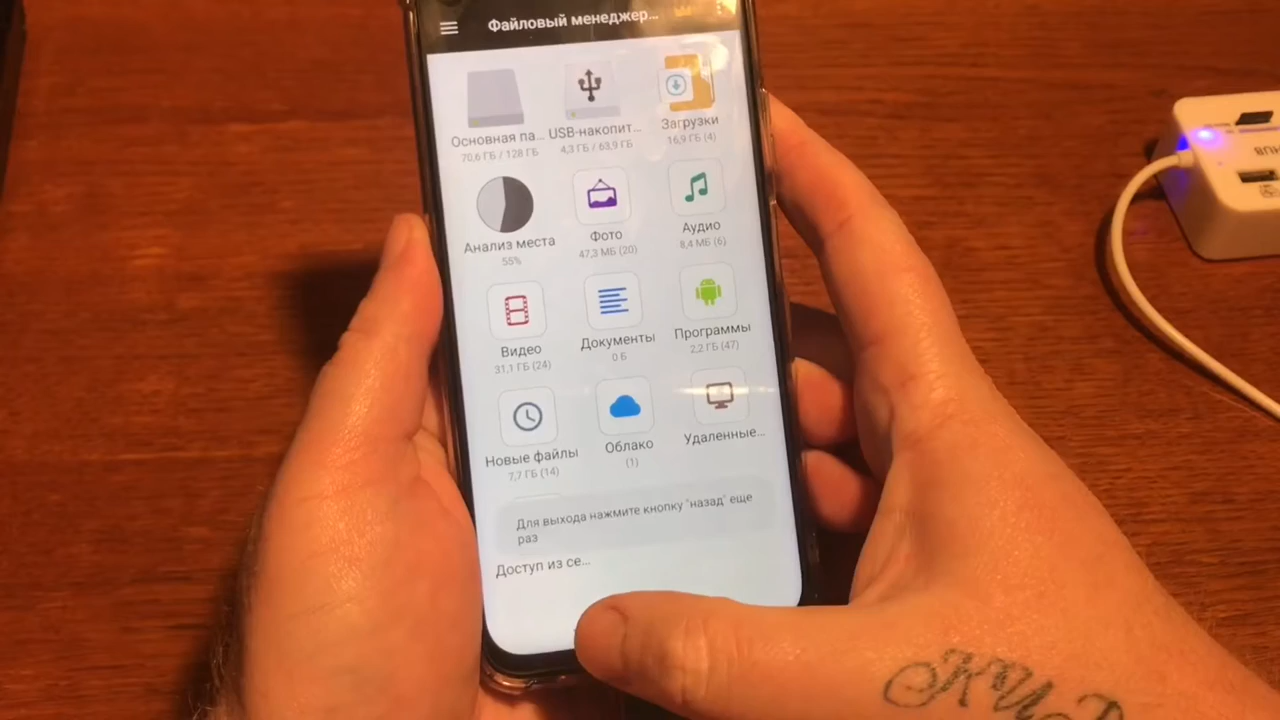 Файловый менеджер...
Основная па... USB-накопит... Загрузки
70,6 ГБ / 128 ГБ 4,3 ГБ / 63,9 ГБ 16,9 ГБ (4)
Анализ места Фото Аудио
55% 47,3 МБ (20) 8,4 МБ (6)
Видео Документы Программы
31,1 ГБ (24) 0 Б 2,2 ГБ (47)
Новые файлы Облако Удаленные...
7,7 ГБ (14) (1)
Для выхода нажмите кнопку "назад" еще
раз
Доступ из се...